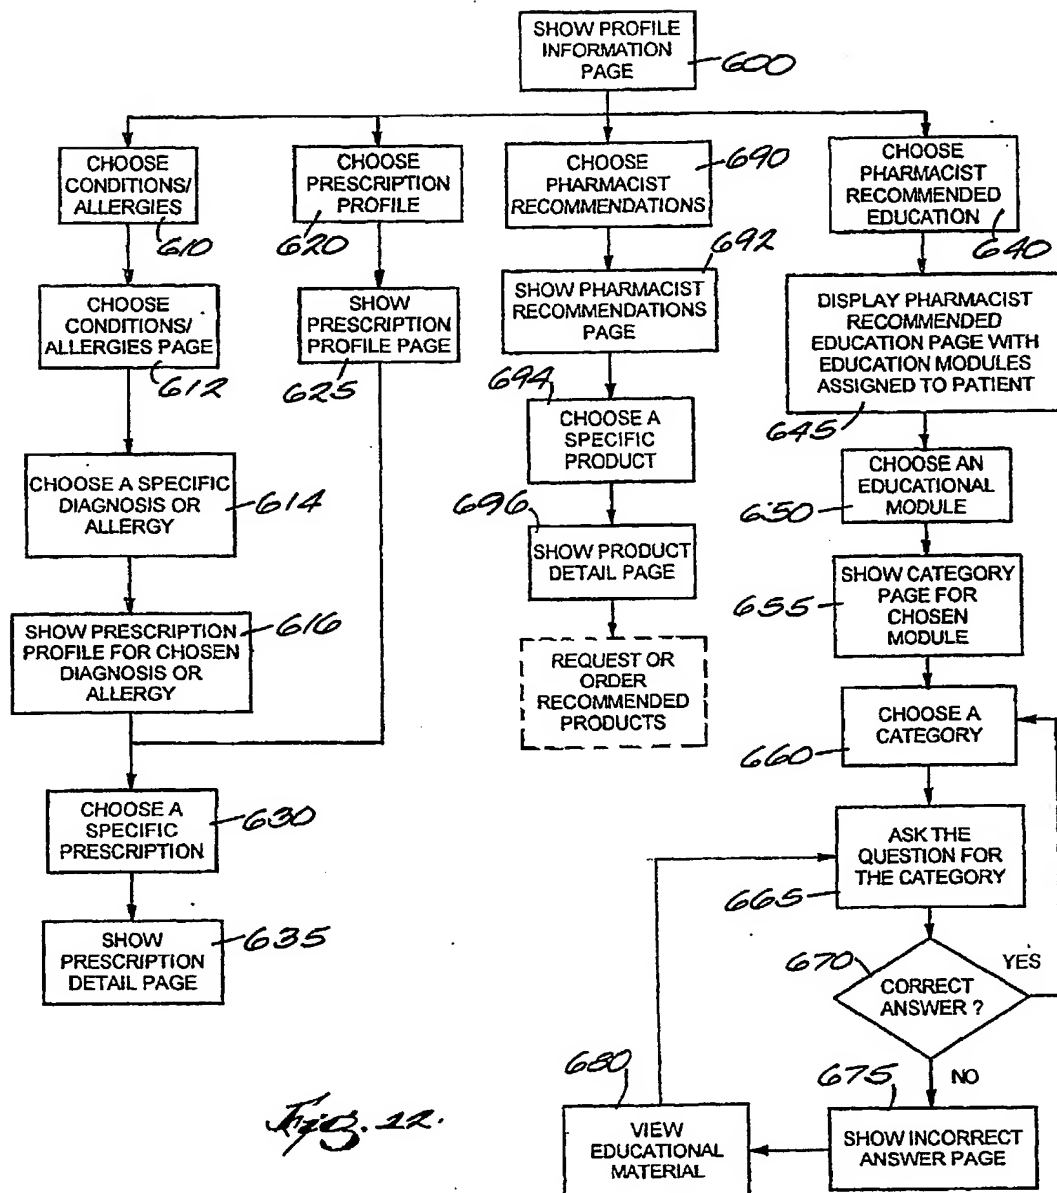 SHOW PROFILE
INFORMATION
PAGE
600
CHOOSE
CONDITIONS/
ALLERGIES
610
CHOOSE
PRESCRIPTION
PROFILE
620
CHOOSE
PHARMACIST
RECOMMENDATIONS
690
CHOOSE
PHARMACIST
RECOMMENDED
EDUCATION
640
CHOOSE
CONDITIONS/
ALLERGIES PAGE
612
SHOW
PRESCRIPTION
PROFILE PAGE
625
692
SHOW PHARMACIST
RECOMMENDATIONS
PAGE
DISPLAY PHARMACIST
RECOMMENDED
EDUCATION PAGE WITH
EDUCATION MODULES
ASSIGNED TO PATIENT
645
694
CHOOSE A
SPECIFIC
PRODUCT
CHOOSE A SPECIFIC
DIAGNOSIS OR
ALLERGY
614
CHOOSE AN
EDUCATIONAL
MODULE
650
696
SHOW PRODUCT
DETAIL PAGE
SHOW CATEGORY
PAGE FOR
CHOSEN
MODULE
655
SHOW PRESCRIPTION
PROFILE FOR CHOSEN
DIAGNOSIS OR
ALLERGY
616
REQUEST OR
ORDER
RECOMMENDED
PRODUCTS
CHOOSE A
CATEGORY
660
CHOOSE A
SPECIFIC
PRESCRIPTION
630
ASK THE
QUESTION FOR
THE CATEGORY
665
SHOW
PRESCRIPTION
DETAIL PAGE
635
670
CORRECT
ANSWER ?
YES
NO
675
SHOW INCORRECT
ANSWER PAGE
680
VIEW
EDUCATIONAL
MATERIAL
Fig. 22.